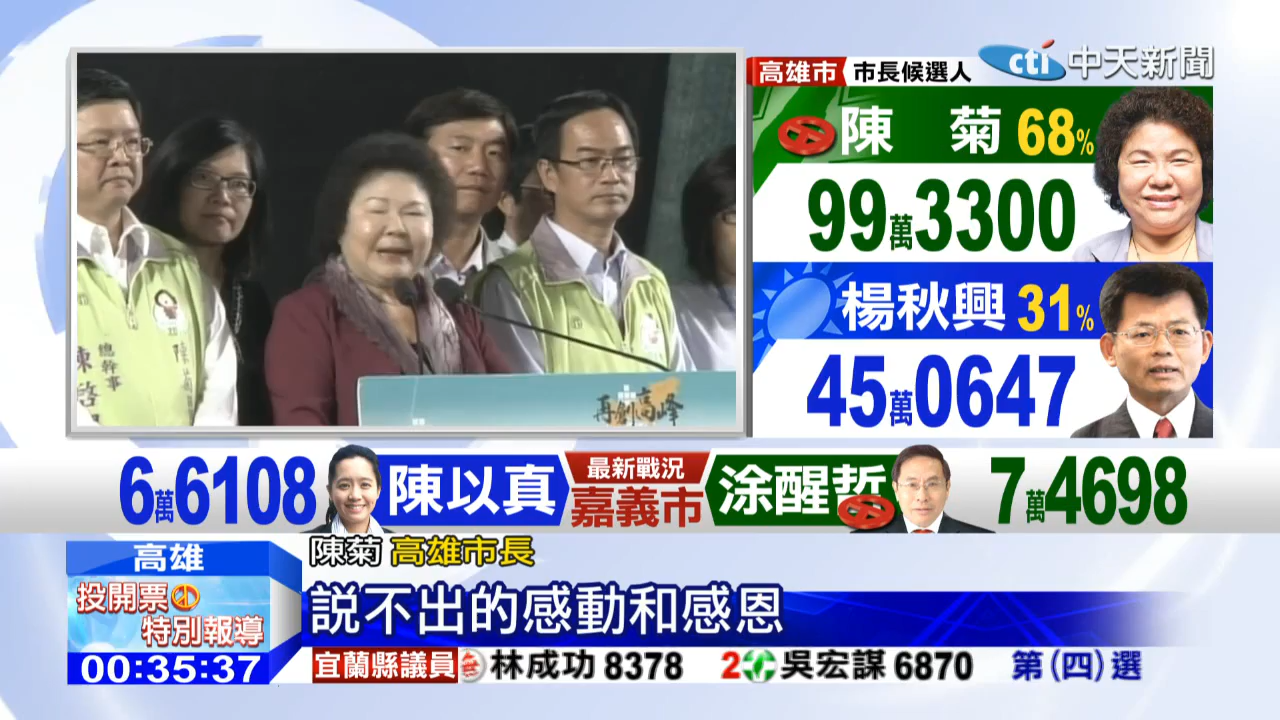 高雄市 市長候選人
cti 中天新聞
陳 菊 68%
99萬3300
楊秋興 31%
45萬0647
總幹事
再創高峰
6萬6108 陳以真 最新戰況 嘉義市 涂醒哲 7萬4698
高雄
投開票
特別報導
00:35:37
陳菊 高雄市長
説不出的感動和感恩
宜蘭縣議員 林成功 8378 2 吳宏謀 6870 第(四)選